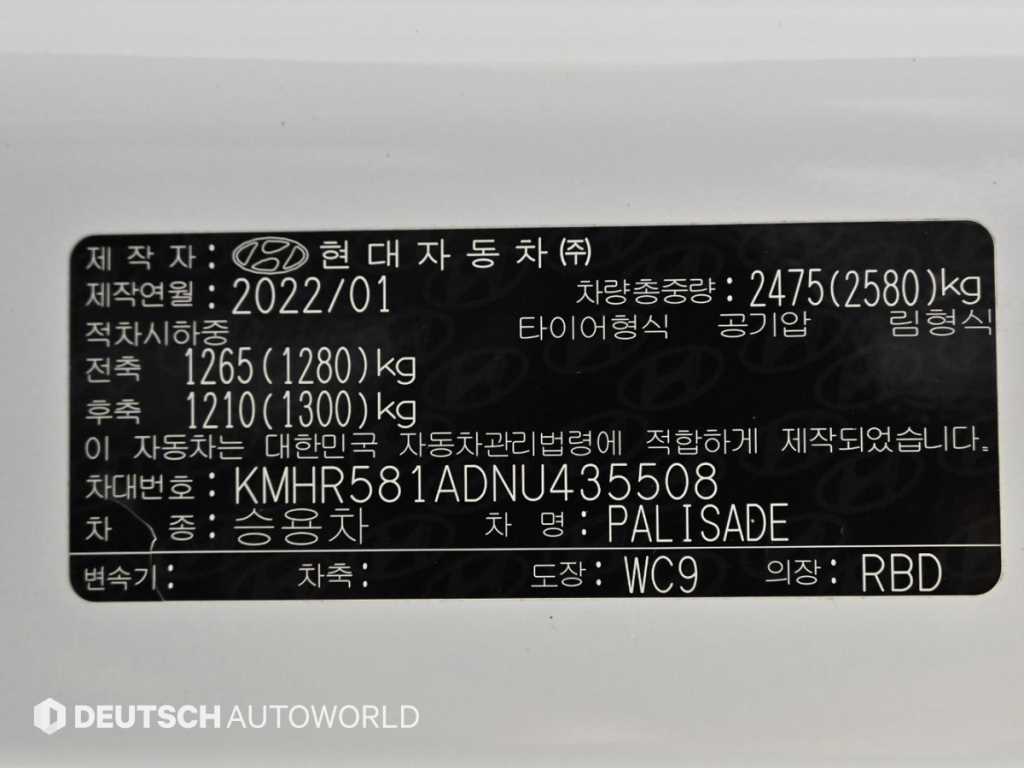 제 작 자 : 현대자동차㈜
제작연월 : 2022/01 차량총중량 : 2475(2580)kg
적차시하중 타이어형식 공기압 림형식
전축 1265(1280)kg
후축 1210(1300)kg
이 자동차는 대한민국 자동차관리법령에 적합하게 제작되었습니다.
차대번호 : KMHR581ADNU435508
차 종 : 승용차 차 명 : PALISADE
변속기 : 차축 : 도장 : WC9 의장 : RBD
DEUTSCH AUTOWORLD